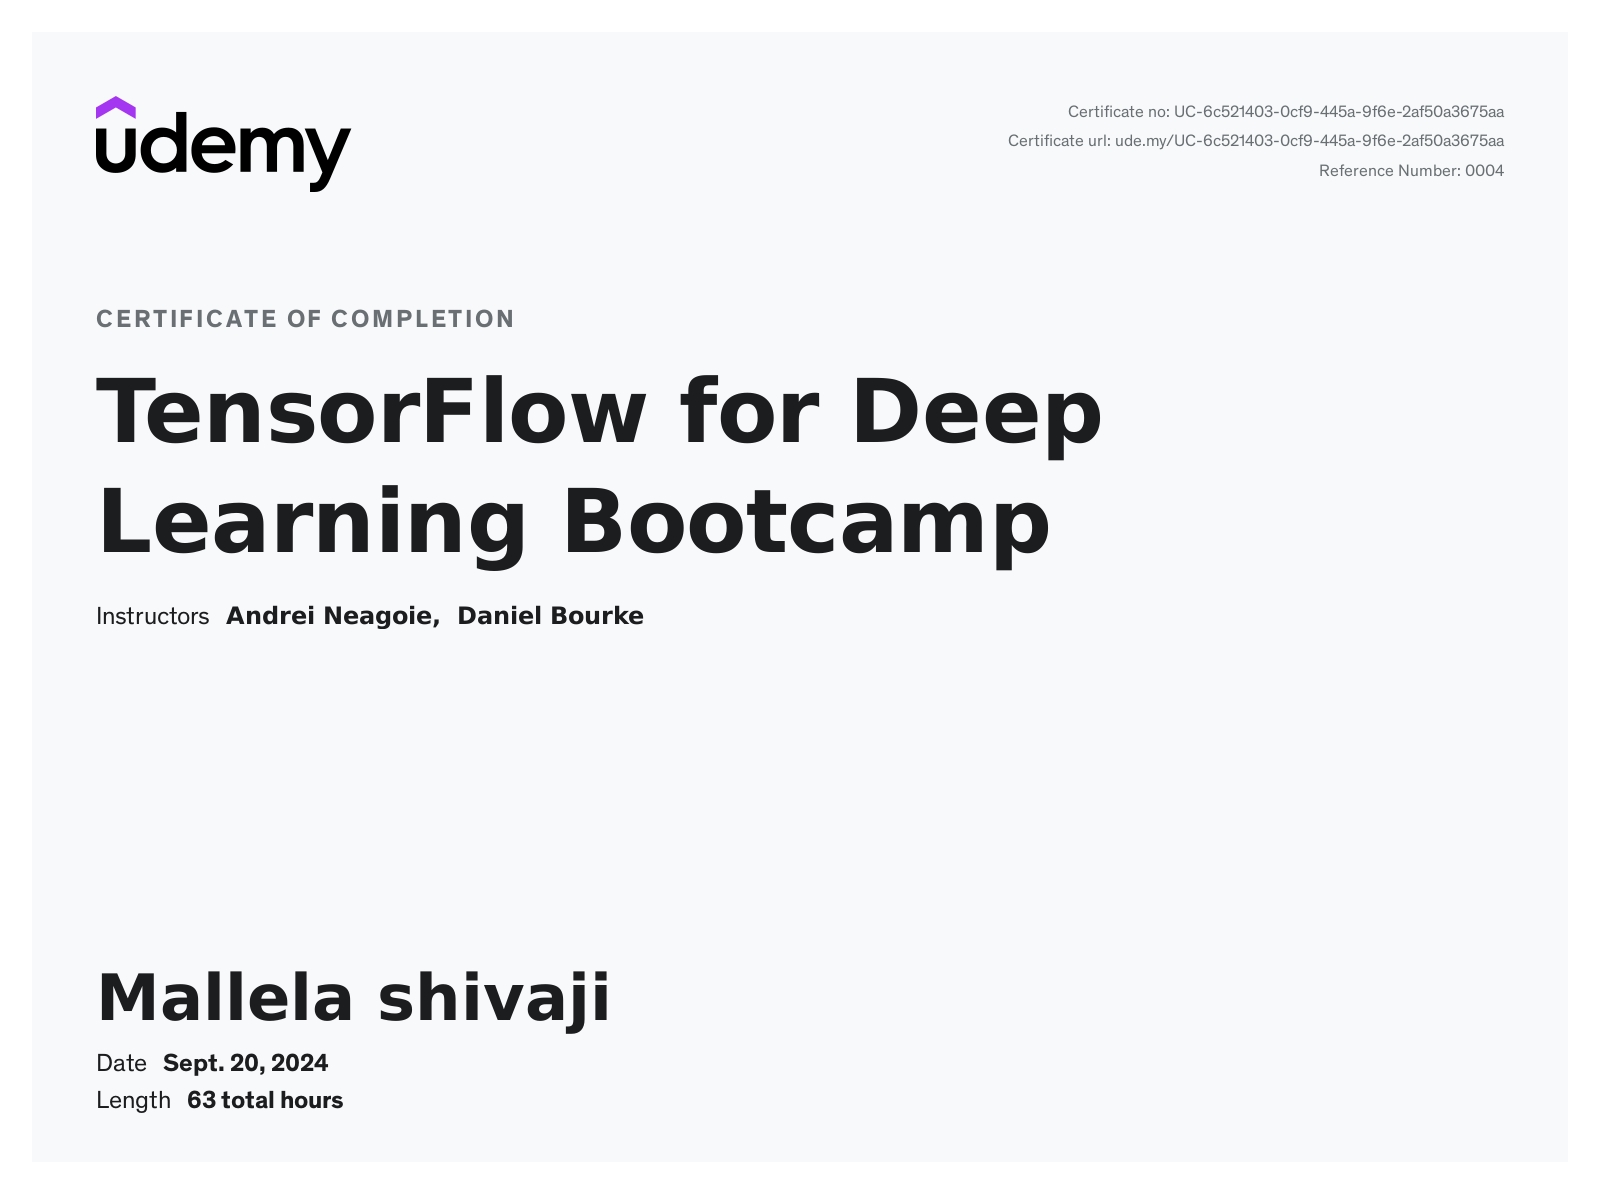 udemy
Certificate no: UC-6c521403-0cf9-445a-9f6e-2af50a3675aa
Certificate url: ude.my/UC-6c521403-0cf9-445a-9f6e-2af50a3675aa
Reference Number: 0004
CERTIFICATE OF COMPLETION
TensorFlow for Deep
Learning Bootcamp
Instructors Andrei Neagoie, Daniel Bourke
Mallela shivaji
Date Sept. 20, 2024
Length 63 total hours